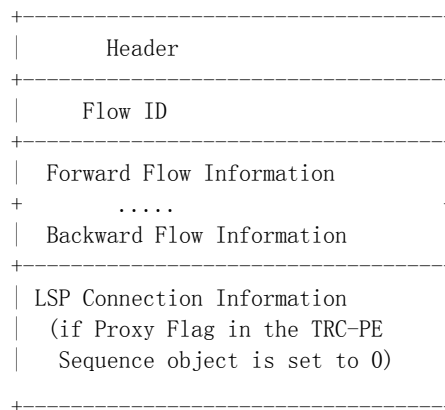 Header
Flow ID
Forward Flow Information
.....
Backward Flow Information
LSP Connection Information
(if Proxy Flag in the TRC-PE
Sequence object is set to 0)